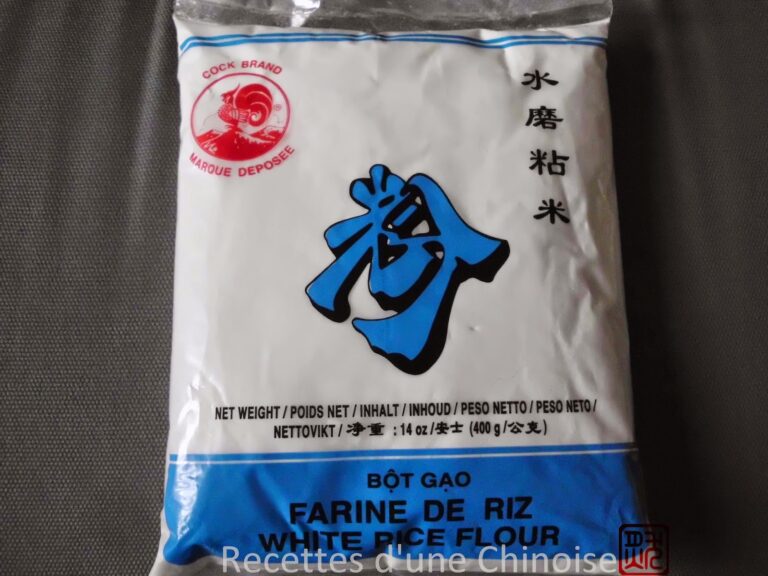 COCK BRAND
MARQUE DEPOSEE
水磨粘米
粉
NET WEIGHT / POIDS NET / INHALT / INHOUD / PESO NETTO / PESO NETO /
NETTOVIKT / 净重 : 14 oz /安士 (400 g /公克)
BỘT GẠO
FARINE DE RIZ
WHITE RICE FLOUR
Recettes d'une Chinoise